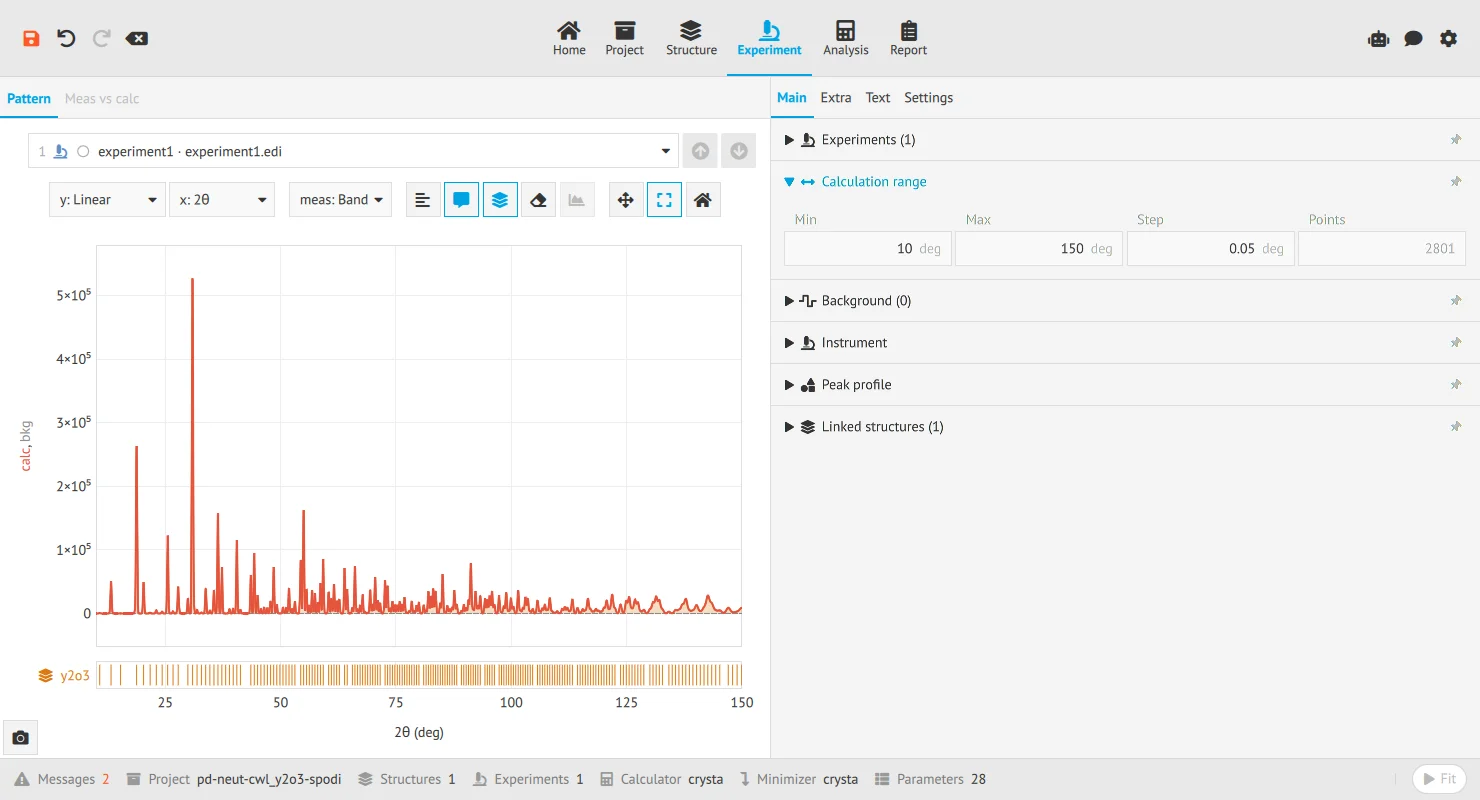 Home
Project
Structure
Experiment
Analysis
Report
Pattern
Meas vs calc
Main
Extra
Text
Settings
1 experiment1 · experiment1.edi
y: Linear
x: 2θ
meas: Band
Experiments (1)
Calculation range
Min
Max
Step
Points
10 deg
150 deg
0.05 deg
2801
Background (0)
Instrument
Peak profile
Linked structures (1)
5×10⁵
4×10⁵
3×10⁵
2×10⁵
1×10⁵
0
calc, bkg
y2o3
25
50
75
100
125
150
2θ (deg)
Messages 2
Project pd-neut-cwl_y2o3-spodi
Structures 1
Experiments 1
Calculator crysta
Minimizer crysta
Parameters 28
Fit